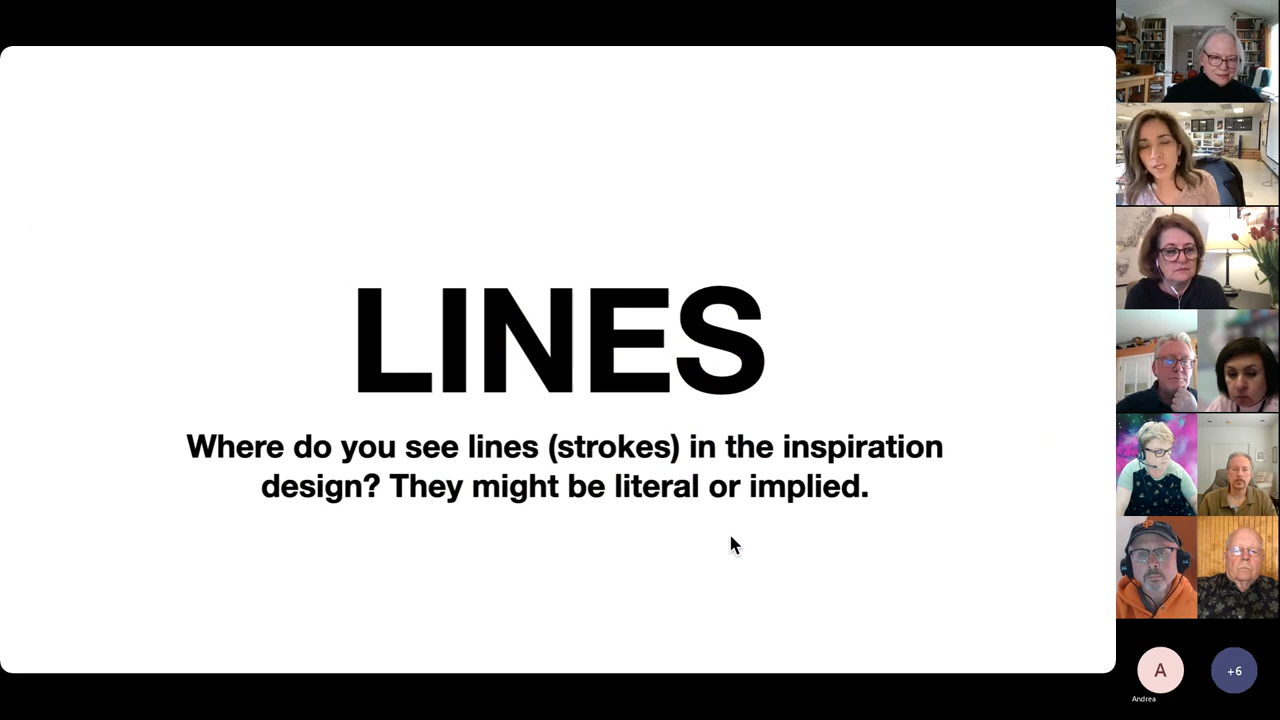 LINES
Where do you see lines (strokes) in the inspiration
design? They might be literal or implied.
A
+6
Andrea